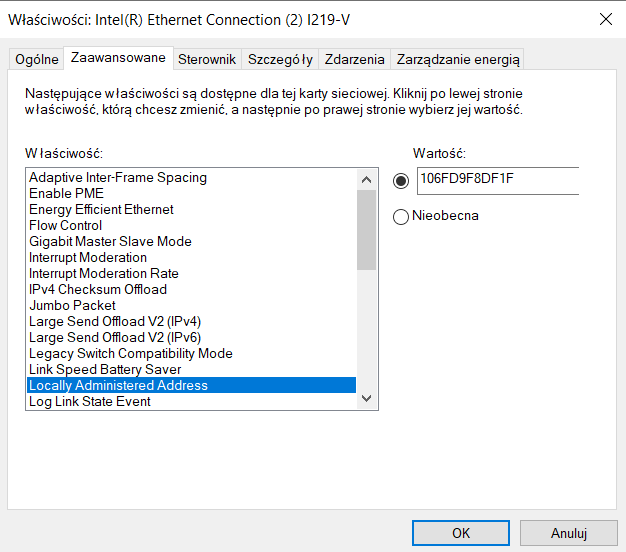 Właściwości: Intel(R) Ethernet Connection (2) I219-V
Ogólne Zaawansowane Sterownik Szczegóły Zdarzenia Zarządzanie energią
Następujące właściwości są dostępne dla tej karty sieciowej. Kliknij po lewej stronie
właściwość, którą chcesz zmienić, a następnie po prawej stronie wybierz jej wartość.
Właściwość:
Adaptive Inter-Frame Spacing
Enable PME
Energy Efficient Ethernet
Flow Control
Gigabit Master Slave Mode
Interrupt Moderation
Interrupt Moderation Rate
IPv4 Checksum Offload
Jumbo Packet
Large Send Offload V2 (IPv4)
Large Send Offload V2 (IPv6)
Legacy Switch Compatibility Mode
Link Speed Battery Saver
Locally Administered Address
Log Link State Event
Wartość:
106FD9F8DF1F
Nieobecna
OK Anuluj